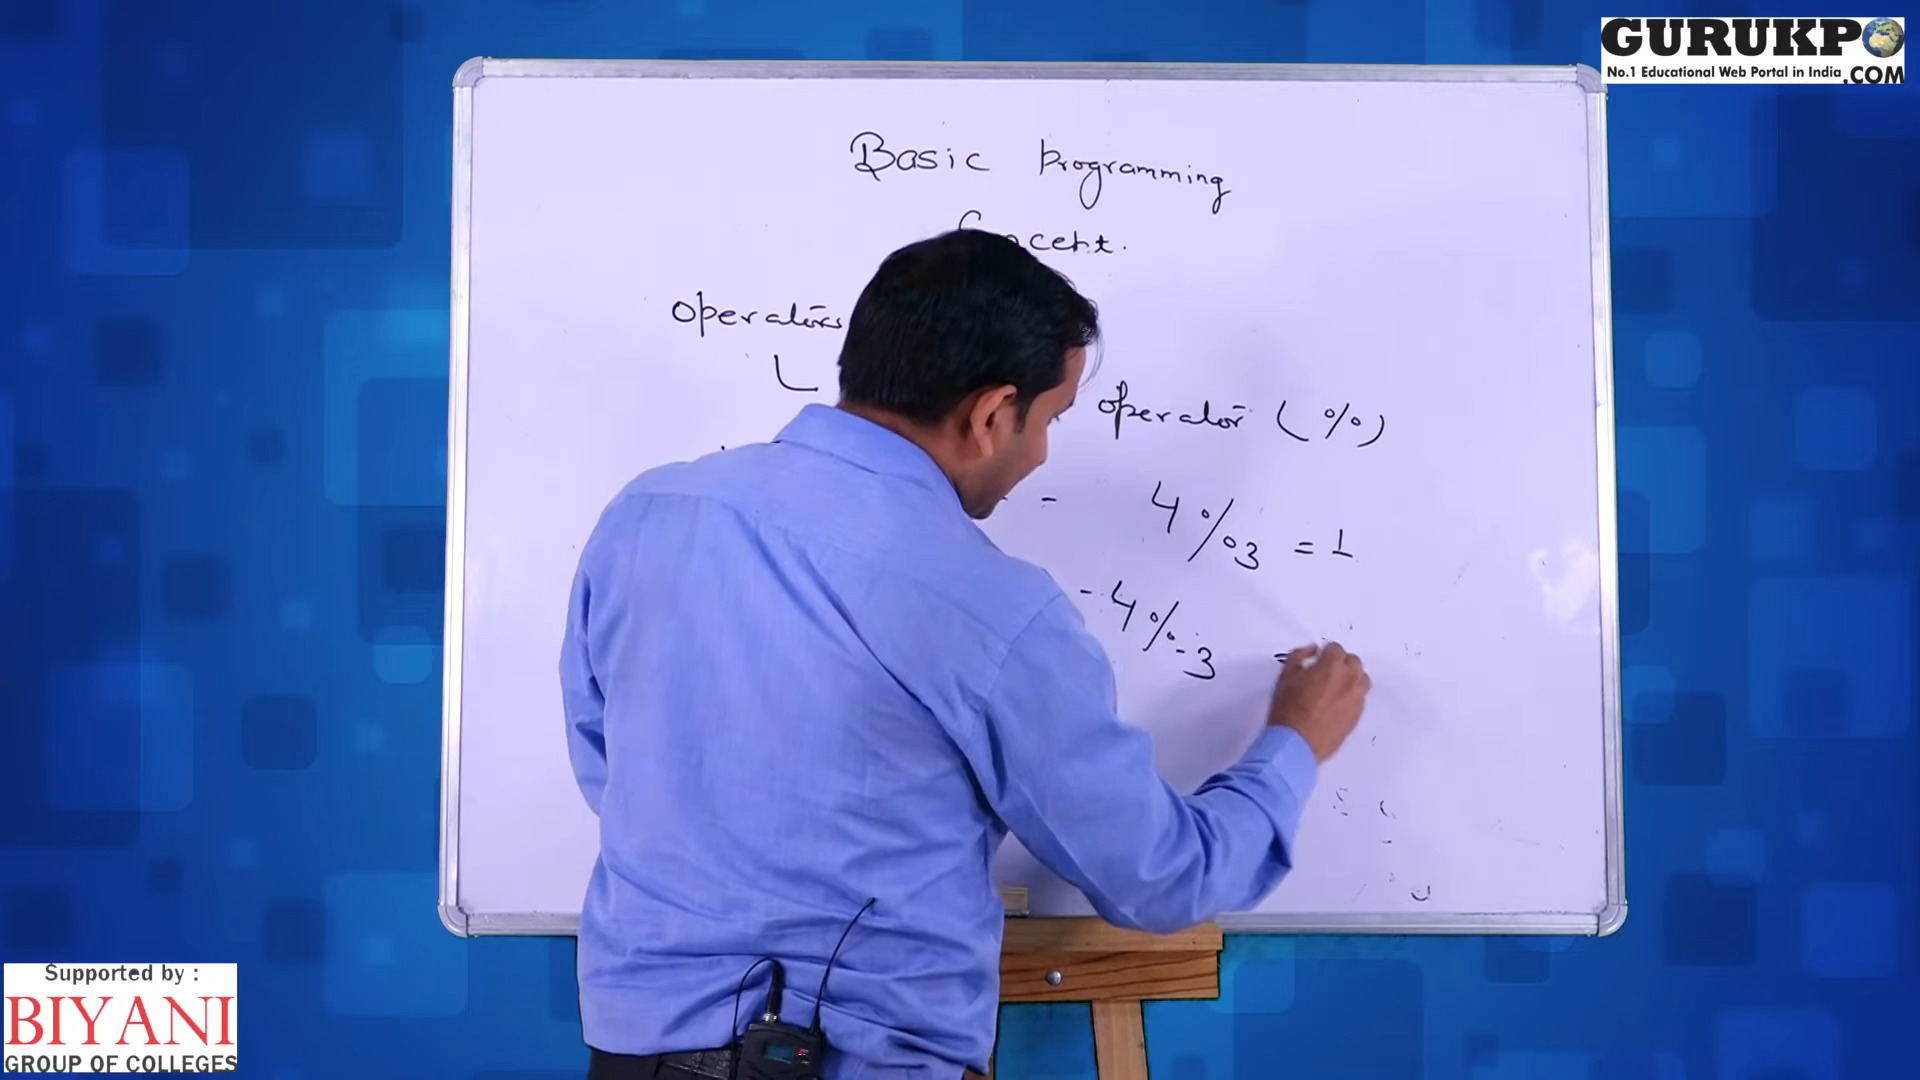 GURUKPO
No.1 Educational Web Portal in India .COM
Basic Programming
Concept.
operators
operator (%)
- 4%3 = 1
-4%-3 =
Supported by :
BIYANI
GROUP OF COLLEGES